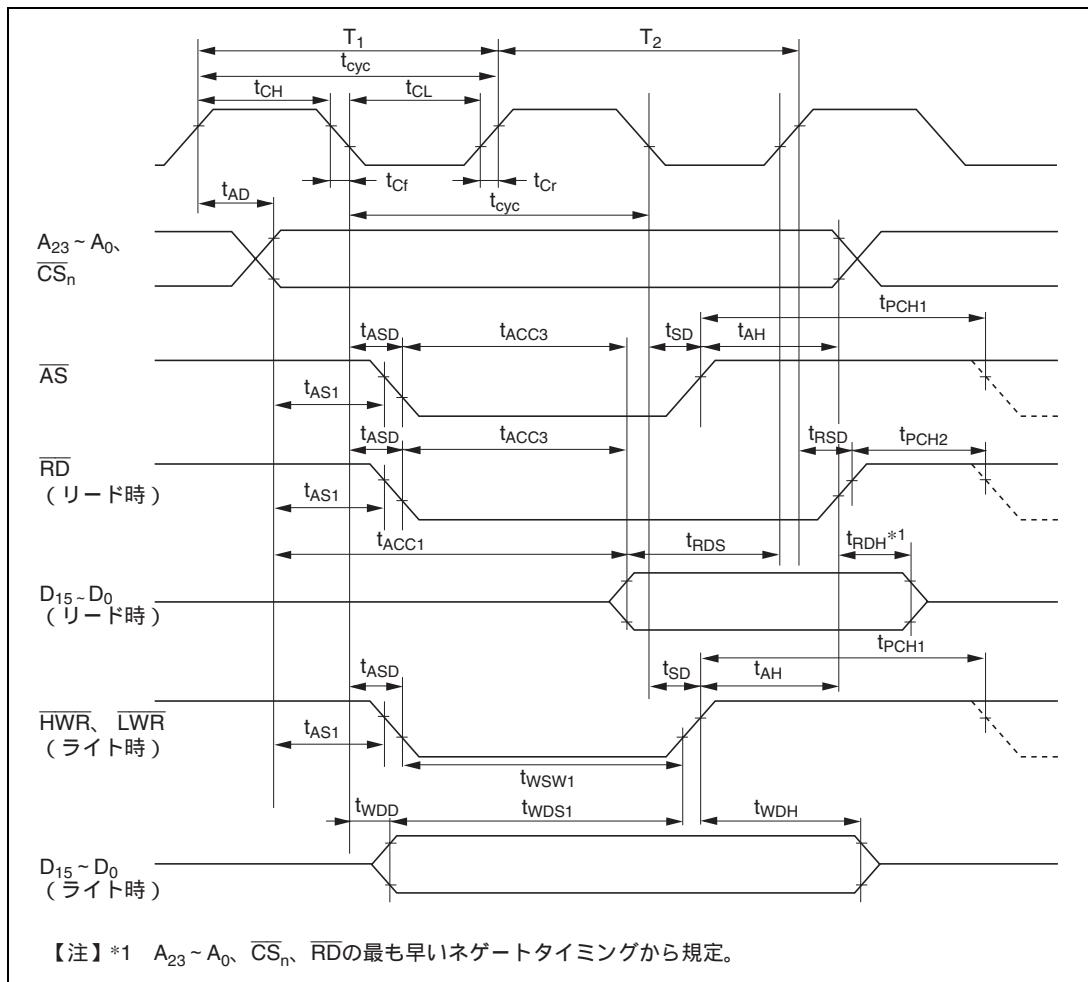 T1 T2
tcyc
tCH tCL
tCf tCr
tAD tcyc
A23 ~ A0、
CSn
tPCH1
tASD tACC3 tSD tAH
AS
tAS1
tASD tACC3 tRSD tPCH2
RD
(リード時)
tAS1
tACC1 tRDS tRDH*1
D15 ~ D0
(リード時)
tPCH1
tASD tSD tAH
HWR、 LWR
(ライト時)
tAS1
tWSW1
tWDD tWDS1 tWDH
D15 ~ D0
(ライト時)
【注】*1 A23 ~ A0、CSn、RDの最も早いネゲートタイミングから規定。